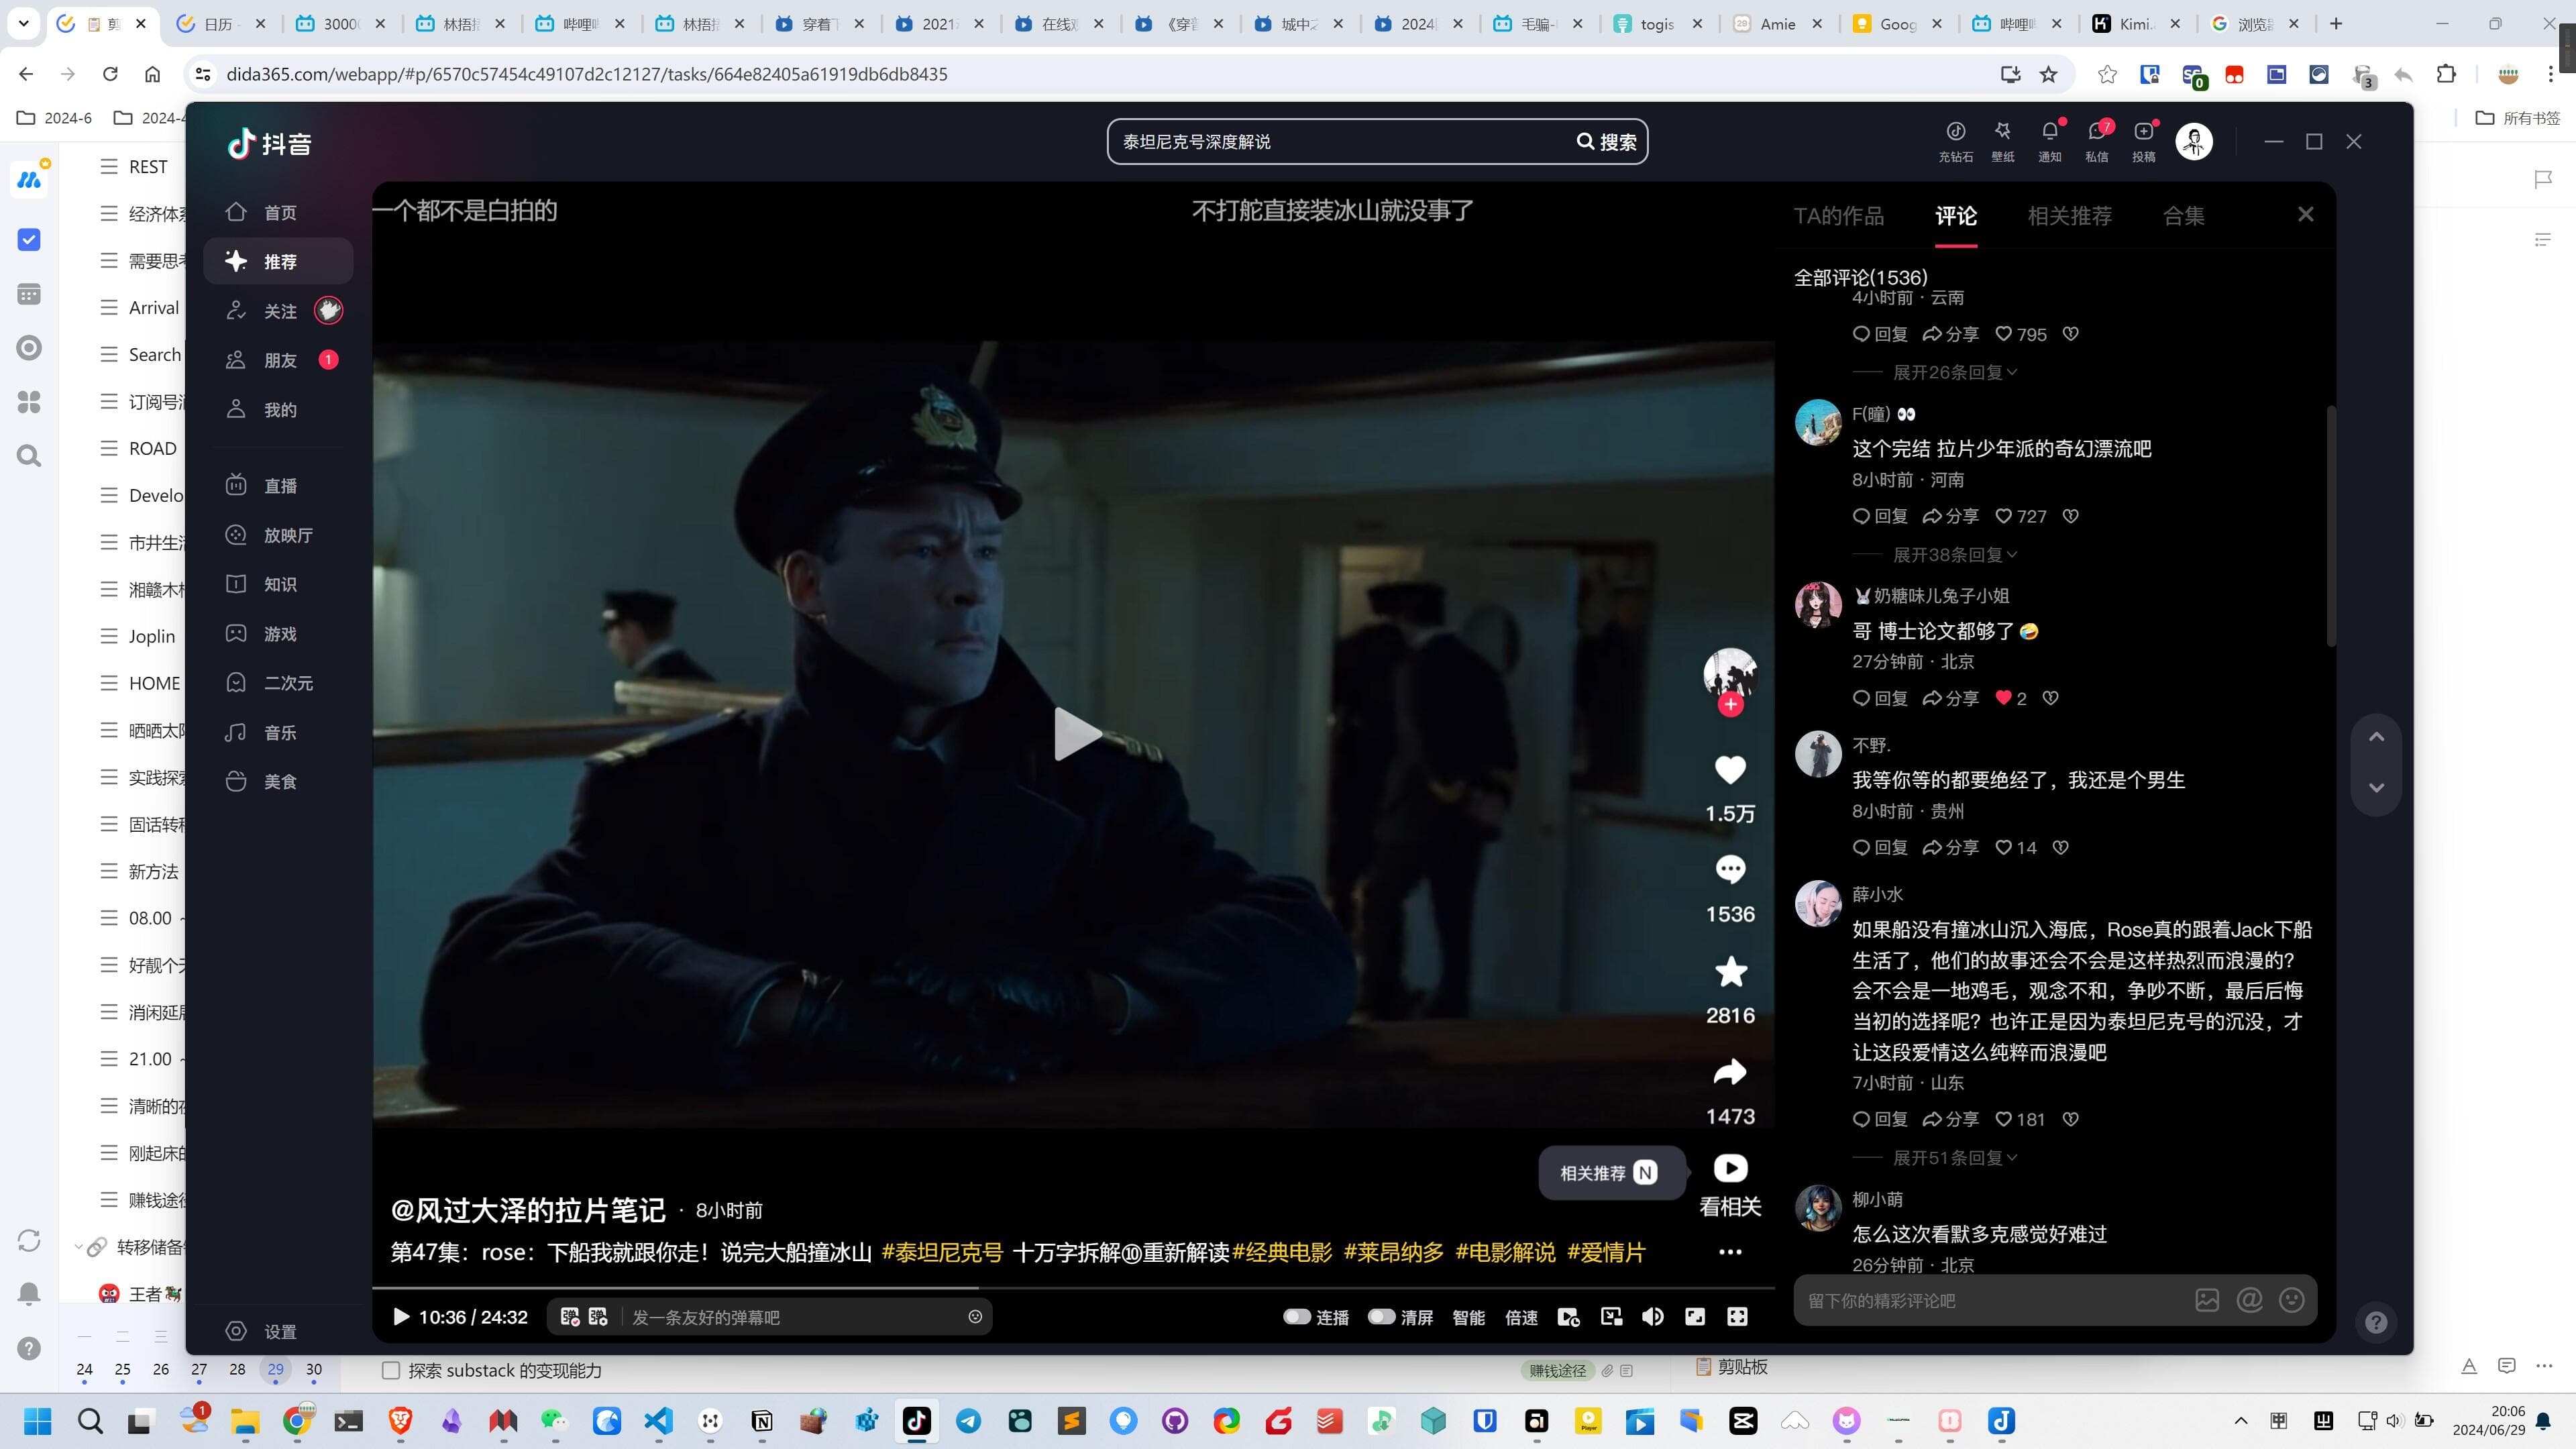 剪
日历 -
3000
林捂
哔哩
林捂
穿着
2021
在线
《穿
城中之
2024
毛骗-
togis
Amie
Goog
哔哩
Kimi.
浏览
dida365.com/webapp/#p/6570c57454c49107d2c12127/tasks/664e82405a61919db6db8435
0
3
2024-6
2024-4
所有书签
REST
经济体
需要思
Arrival
Search
订阅号
ROAD
Develo
市井生
湘赣木
Joplin
HOME
晒晒太
实践探
固话转
新方法
08.00 ~
好靓个
消闲延
21.00 ~
清晰的
刚起床
赚钱途
转移储备
王者
一 二 三
24 25 26 27 28 29 30
抖音
泰坦尼克号深度解说
搜索
充钻石
壁纸
通知
7
私信
投稿
首页
推荐
关注
朋友
1
我的
直播
放映厅
知识
游戏
二次元
音乐
美食
设置
一个都不是白拍的
不打舵直接装冰山就没事了
1.5万
1536
2816
1473
相关推荐 N
看相关
@风过大泽的拉片笔记 · 8小时前
第47集：rose：下船我就跟你走！说完大船撞冰山 #泰坦尼克号 十万字拆解⑩重新解读#经典电影 #莱昂纳多 #电影解说 #爱情片
10:36 / 24:32
弹 弹
发一条友好的弹幕吧
连播
清屏
智能
倍速
TA的作品
评论
相关推荐
合集
全部评论(1536)
4小时前 · 云南
回复 分享 795
展开26条回复
F(瞳)
这个完结 拉片少年派的奇幻漂流吧
8小时前 · 河南
回复 分享 727
展开38条回复
奶糖味儿兔子小姐
哥 博士论文都够了
27分钟前 · 北京
回复 分享 2
不野.
我等你等的都要绝经了，我还是个男生
8小时前 · 贵州
回复 分享 14
薛小水
如果船没有撞冰山沉入海底，Rose真的跟着Jack下船
生活了，他们的故事还会不会是这样热烈而浪漫的？
会不会是一地鸡毛，观念不和，争吵不断，最后后悔
当初的选择呢？也许正是因为泰坦尼克号的沉没，才
让这段爱情这么纯粹而浪漫吧
7小时前 · 山东
回复 分享 181
展开51条回复
柳小萌
怎么这次看默多克感觉好难过
26分钟前 · 北京
留下你的精彩评论吧
探索 substack 的变现能力
赚钱途径
剪贴板
1
20:06
2024/06/29